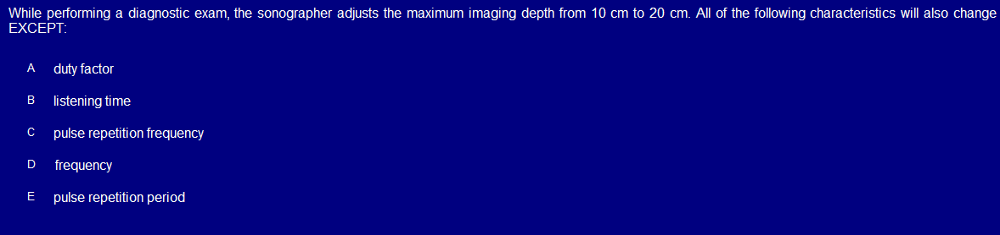 While performing a diagnostic exam, the sonographer adjusts the maximum imaging depth from 10 cm to 20 cm. All of the following characteristics will also change
EXCEPT:
A duty factor
B listening time
C pulse repetition frequency
D frequency
E pulse repetition period